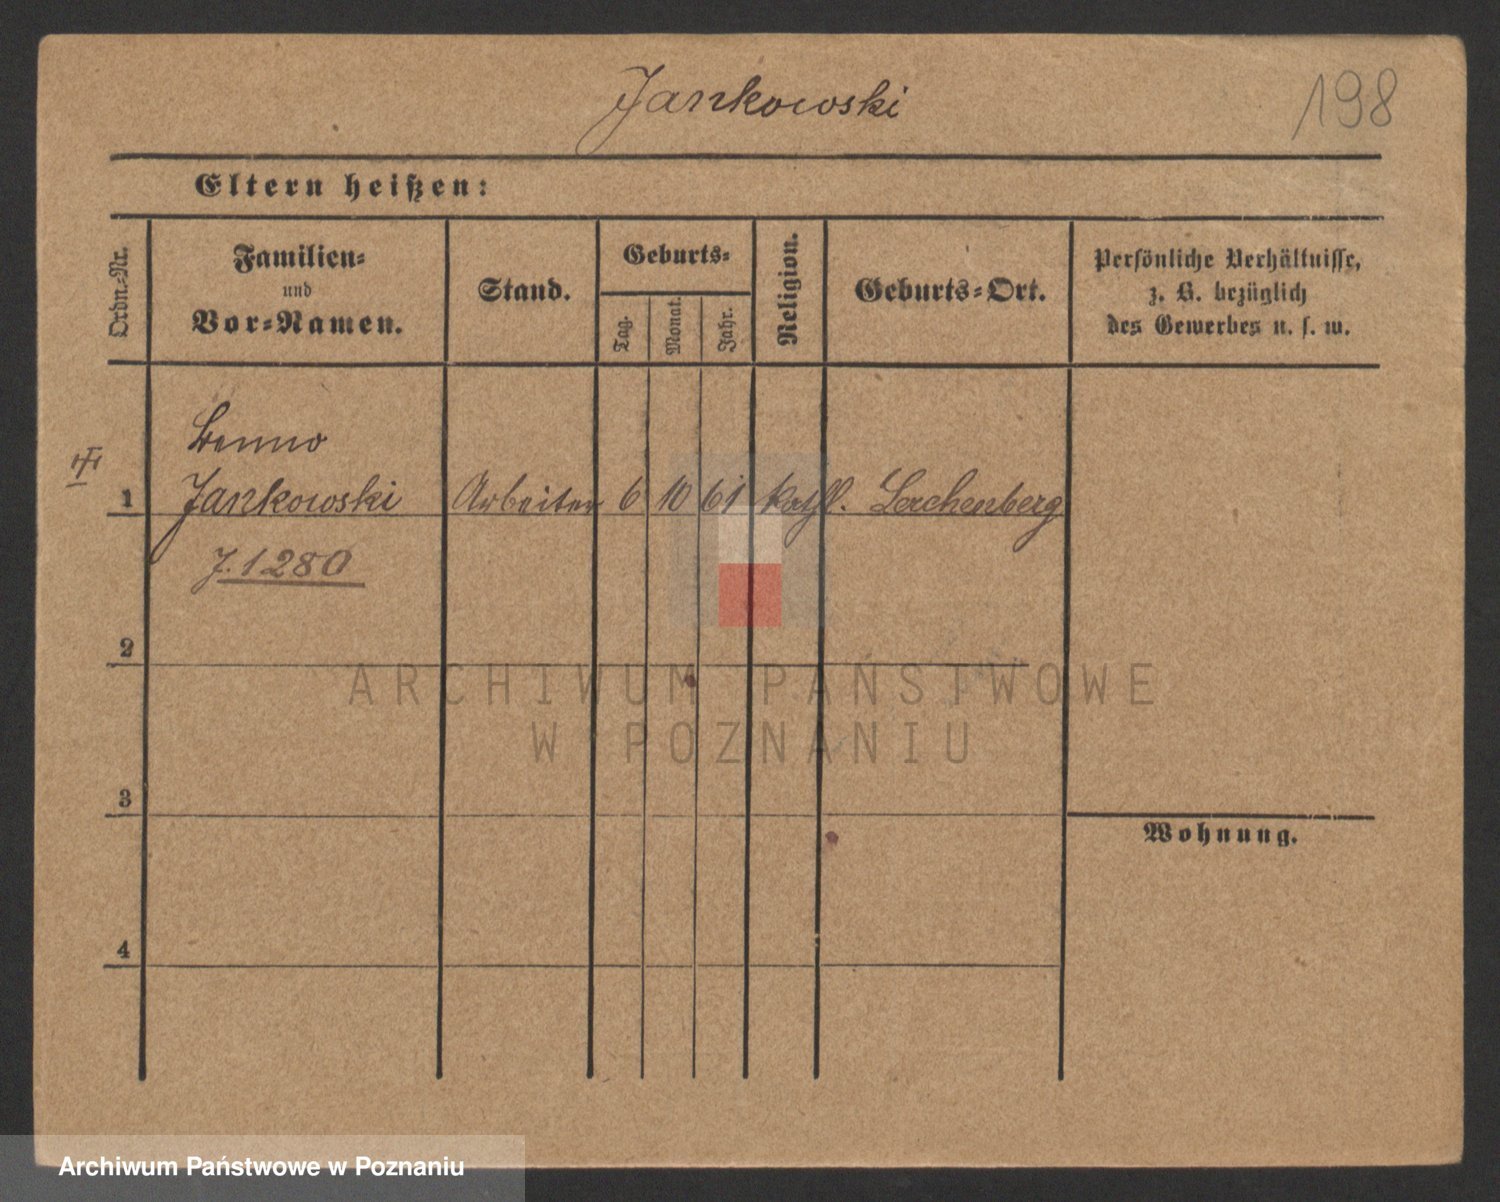 Jankowski
198
Eltern heißen:
Ordn.-Nr.
Familien-
und
Vor-Namen.
Stand.
Geburts-
Tag.
Monat.
Jahr.
Religion.
Geburts-Ort.
Persönliche Verhältnisse,
z. B. bezüglich
des Gewerbes u. s. w.
Benno
1 Jankowski Arbeiter 6 10 61 kathl. Lerchenberg
J. 1280
2
ARCHIWUM PAŃSTWOWE
W POZNANIU
3
Wohnung.
4
Archiwum Państwowe w Poznaniu